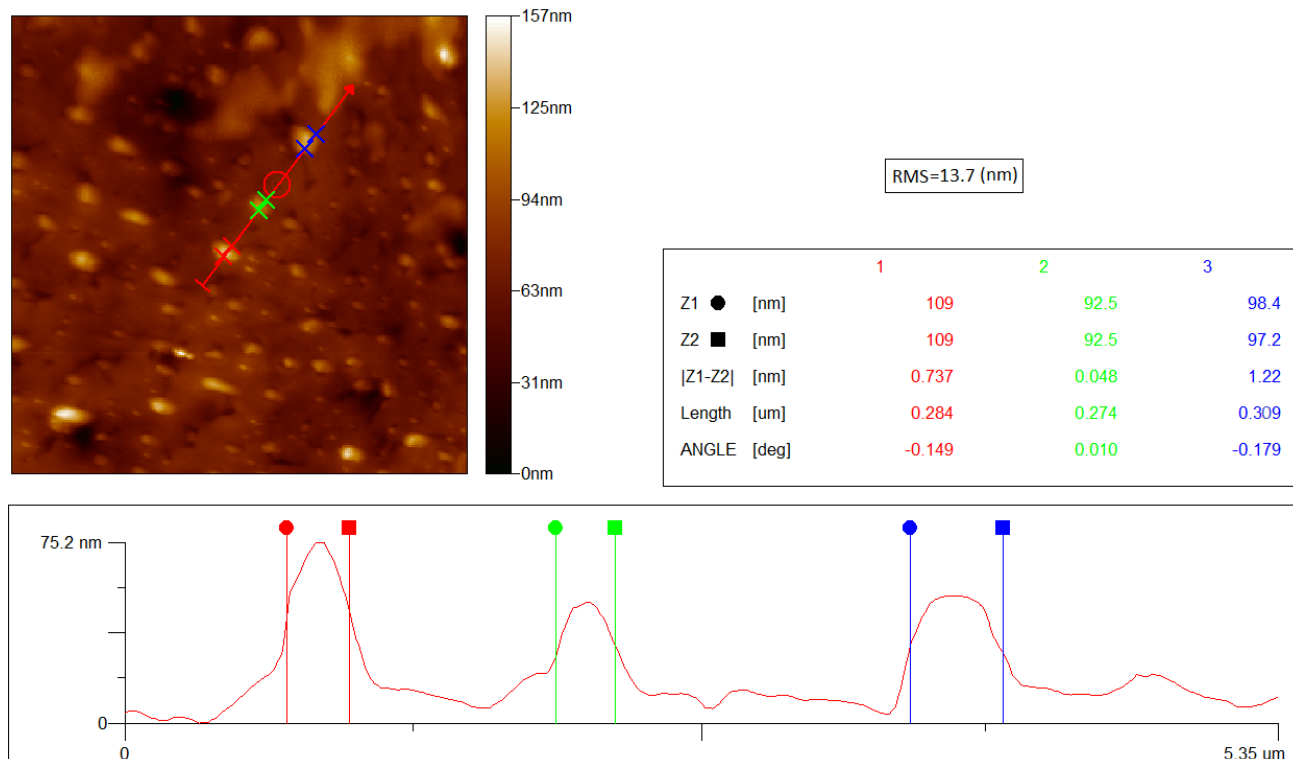 157nm
125nm
94nm
63nm
31nm
0nm
RMS=13.7 (nm)
1 2 3
Z1 [nm] 109 92.5 98.4
Z2 [nm] 109 92.5 97.2
|Z1-Z2| [nm] 0.737 0.048 1.22
Length [um] 0.284 0.274 0.309
ANGLE [deg] -0.149 0.010 -0.179
75.2 nm
0
0 5.35 um